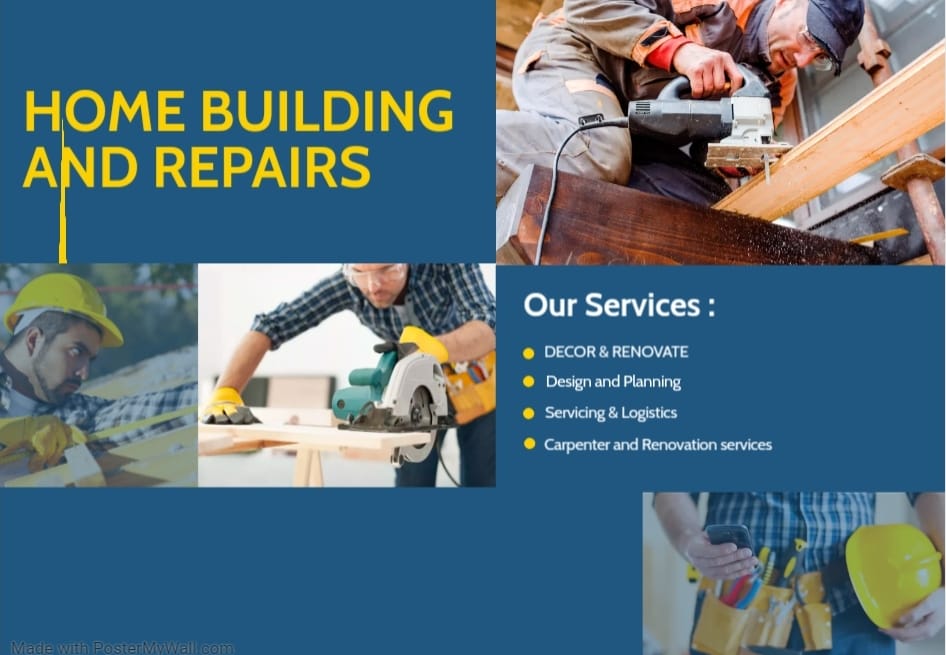 HOME BUILDING
AND REPAIRS
Our Services :
DECOR & RENOVATE
Design and Planning
Servicing & Logistics
Carpenter and Renovation services
Made with PosterMyWall.com